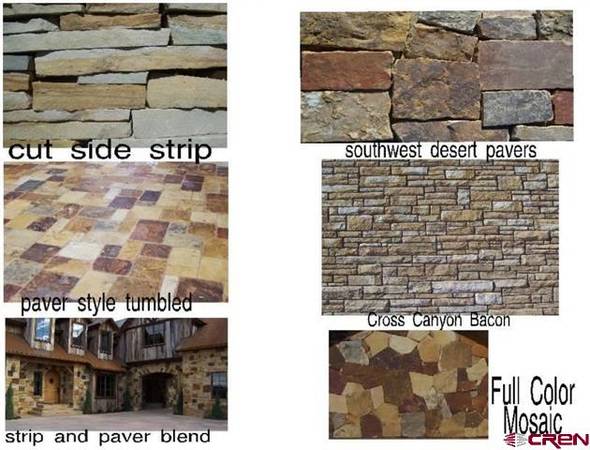 cut side strip
southwest desert pavers
paver style tumbled
Cross Canyon Bacon
strip and paver blend
Full Color
Mosaic
CREN